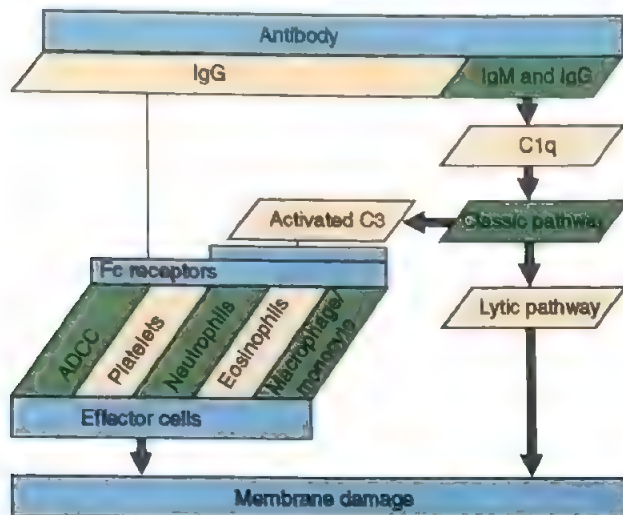 Antibody
IgG
IgM and IgG
C1q
Activated C3
Classic pathway
Fc receptors
Lytic pathway
ADCC
Platelets
Neutrophils
Eosinophils
Macrophage/
monocyte
Effector cells
Membrane damage